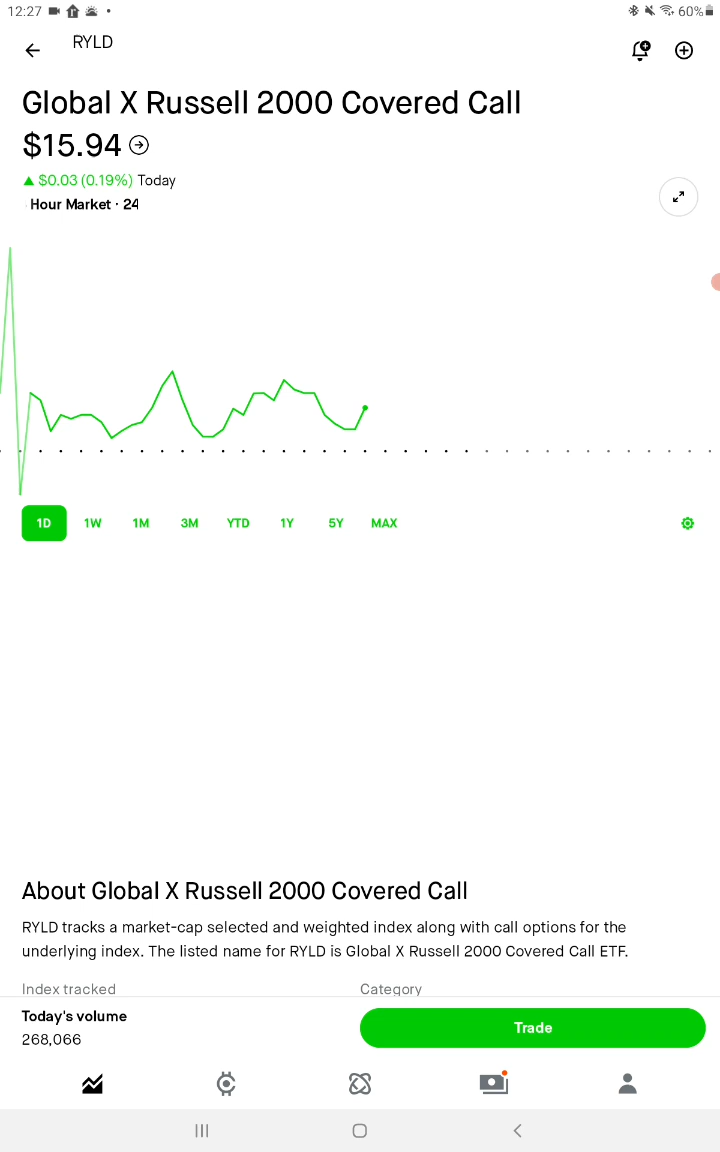 12:27
60%
RYLD
Global X Russell 2000 Covered Call
$15.94
$0.03 (0.19%) Today
Hour Market · 24
1D 1W 1M 3M YTD 1Y 5Y MAX
About Global X Russell 2000 Covered Call
RYLD tracks a market-cap selected and weighted index along with call options for the
underlying index. The listed name for RYLD is Global X Russell 2000 Covered Call ETF.
Index tracked Category
Today's volume
268,066
Trade